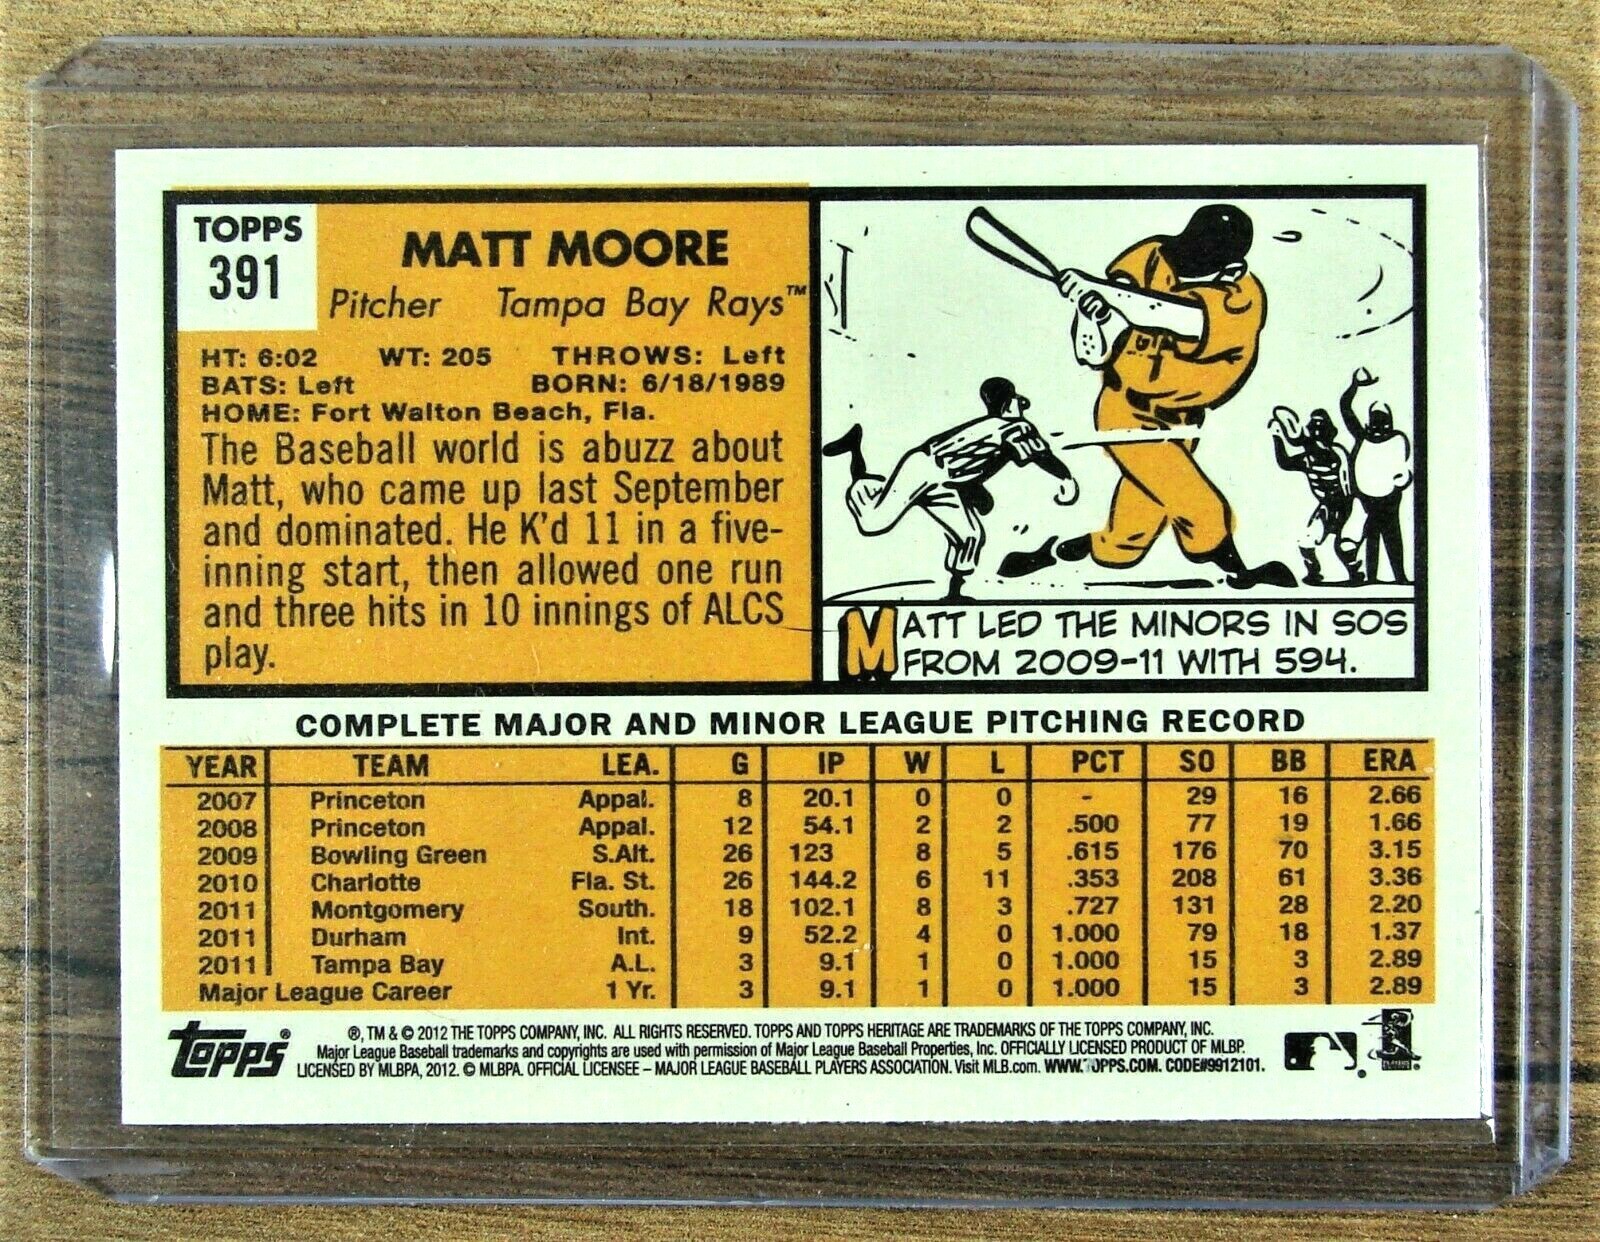 TOPPS
391
MATT MOORE
Pitcher Tampa Bay Rays™
HT: 6:02 WT: 205 THROWS: Left
BATS: Left BORN: 6/18/1989
HOME: Fort Walton Beach, Fla.
The Baseball world is abuzz about
Matt, who came up last September
and dominated. He K'd 11 in a five-
inning start, then allowed one run
and three hits in 10 innings of ALCS
play.
MATT LED THE MINORS IN SOS
FROM 2009-11 WITH 594.
COMPLETE MAJOR AND MINOR LEAGUE PITCHING RECORD
YEAR TEAM LEA. G IP W L PCT SO BB ERA
2007 Princeton Appal. 8 20.1 0 0 - 29 16 2.66
2008 Princeton Appal. 12 54.1 2 2 .500 77 19 1.66
2009 Bowling Green S.Alt. 26 123 8 5 .615 176 70 3.15
2010 Charlotte Fla. St. 26 144.2 6 11 .353 208 61 3.36
2011 Montgomery South. 18 102.1 8 3 .727 131 28 2.20
2011 Durham Int. 9 52.2 4 0 1.000 79 18 1.37
2011 Tampa Bay A.L. 3 9.1 1 0 1.000 15 3 2.89
Major League Career 1 Yr. 3 9.1 1 0 1.000 15 3 2.89
topps®
®, TM & © 2012 THE TOPPS COMPANY, INC. ALL RIGHTS RESERVED. TOPPS AND TOPPS HERITAGE ARE TRADEMARKS OF THE TOPPS COMPANY, INC.
Major League Baseball trademarks and copyrights are used with permission of Major League Baseball Properties, Inc. OFFICIALLY LICENSED PRODUCT OF MLBP.
LICENSED BY MLBPA, 2012. © MLBPA. OFFICIAL LICENSEE – MAJOR LEAGUE BASEBALL PLAYERS ASSOCIATION. Visit MLB.com. WWW.TOPPS.COM. CODE#9912101.